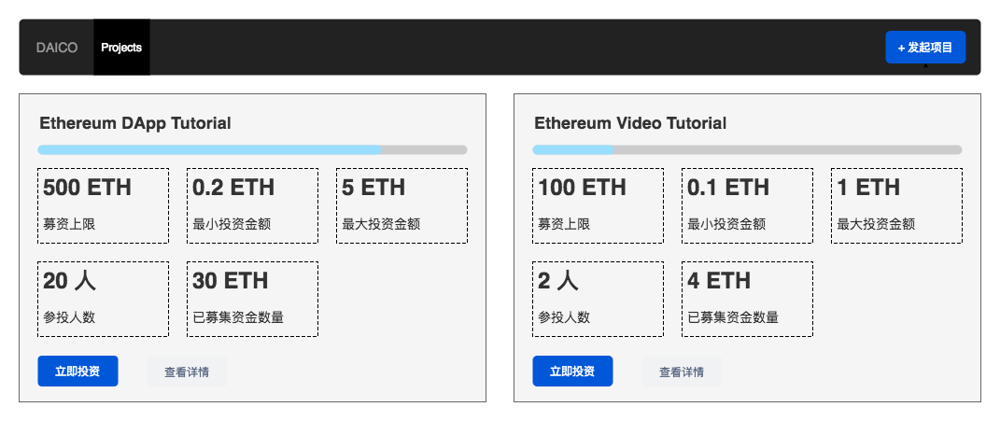 DAICO Projects + 发起项目
Ethereum DApp Tutorial
500 ETH 0.2 ETH 5 ETH
募资上限 最小投资金额 最大投资金额
20 人 30 ETH
参投人数 已募集资金数量
立即投资 查看详情
Ethereum Video Tutorial
100 ETH 0.1 ETH 1 ETH
募资上限 最小投资金额 最大投资金额
2 人 4 ETH
参投人数 已募集资金数量
立即投资 查看详情